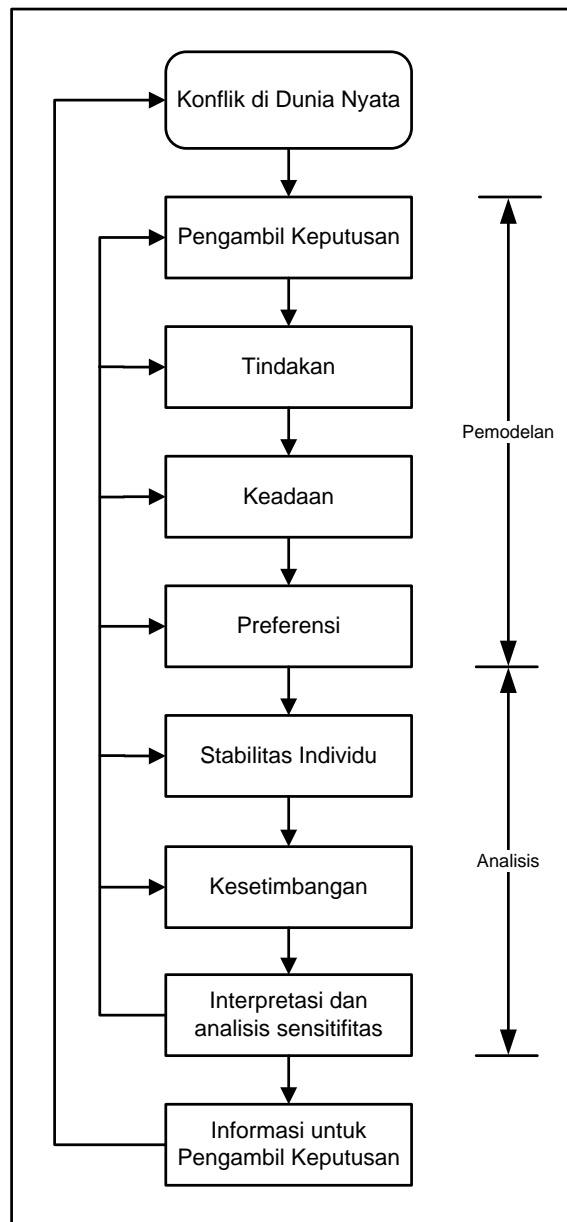 Konflik di Dunia Nyata
Pengambil Keputusan
Tindakan
Pemodelan
Keadaan
Preferensi
Stabilitas Individu
Analisis
Kesetimbangan
Interpretasi dan
analisis sensitifitas
Informasi untuk
Pengambil Keputusan